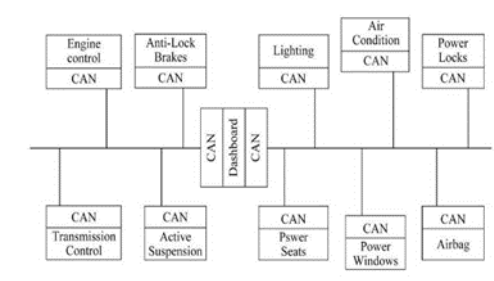 Engine
control
CAN
Anti-Lock
Brakes
CAN
Lighting
CAN
Air
Condition
CAN
Power
Locks
CAN
CAN
Dashboard
CAN
CAN
Transmission
Control
CAN
Active
Suspension
CAN
Pswer
Seats
CAN
Power
Windows
CAN
Airbag